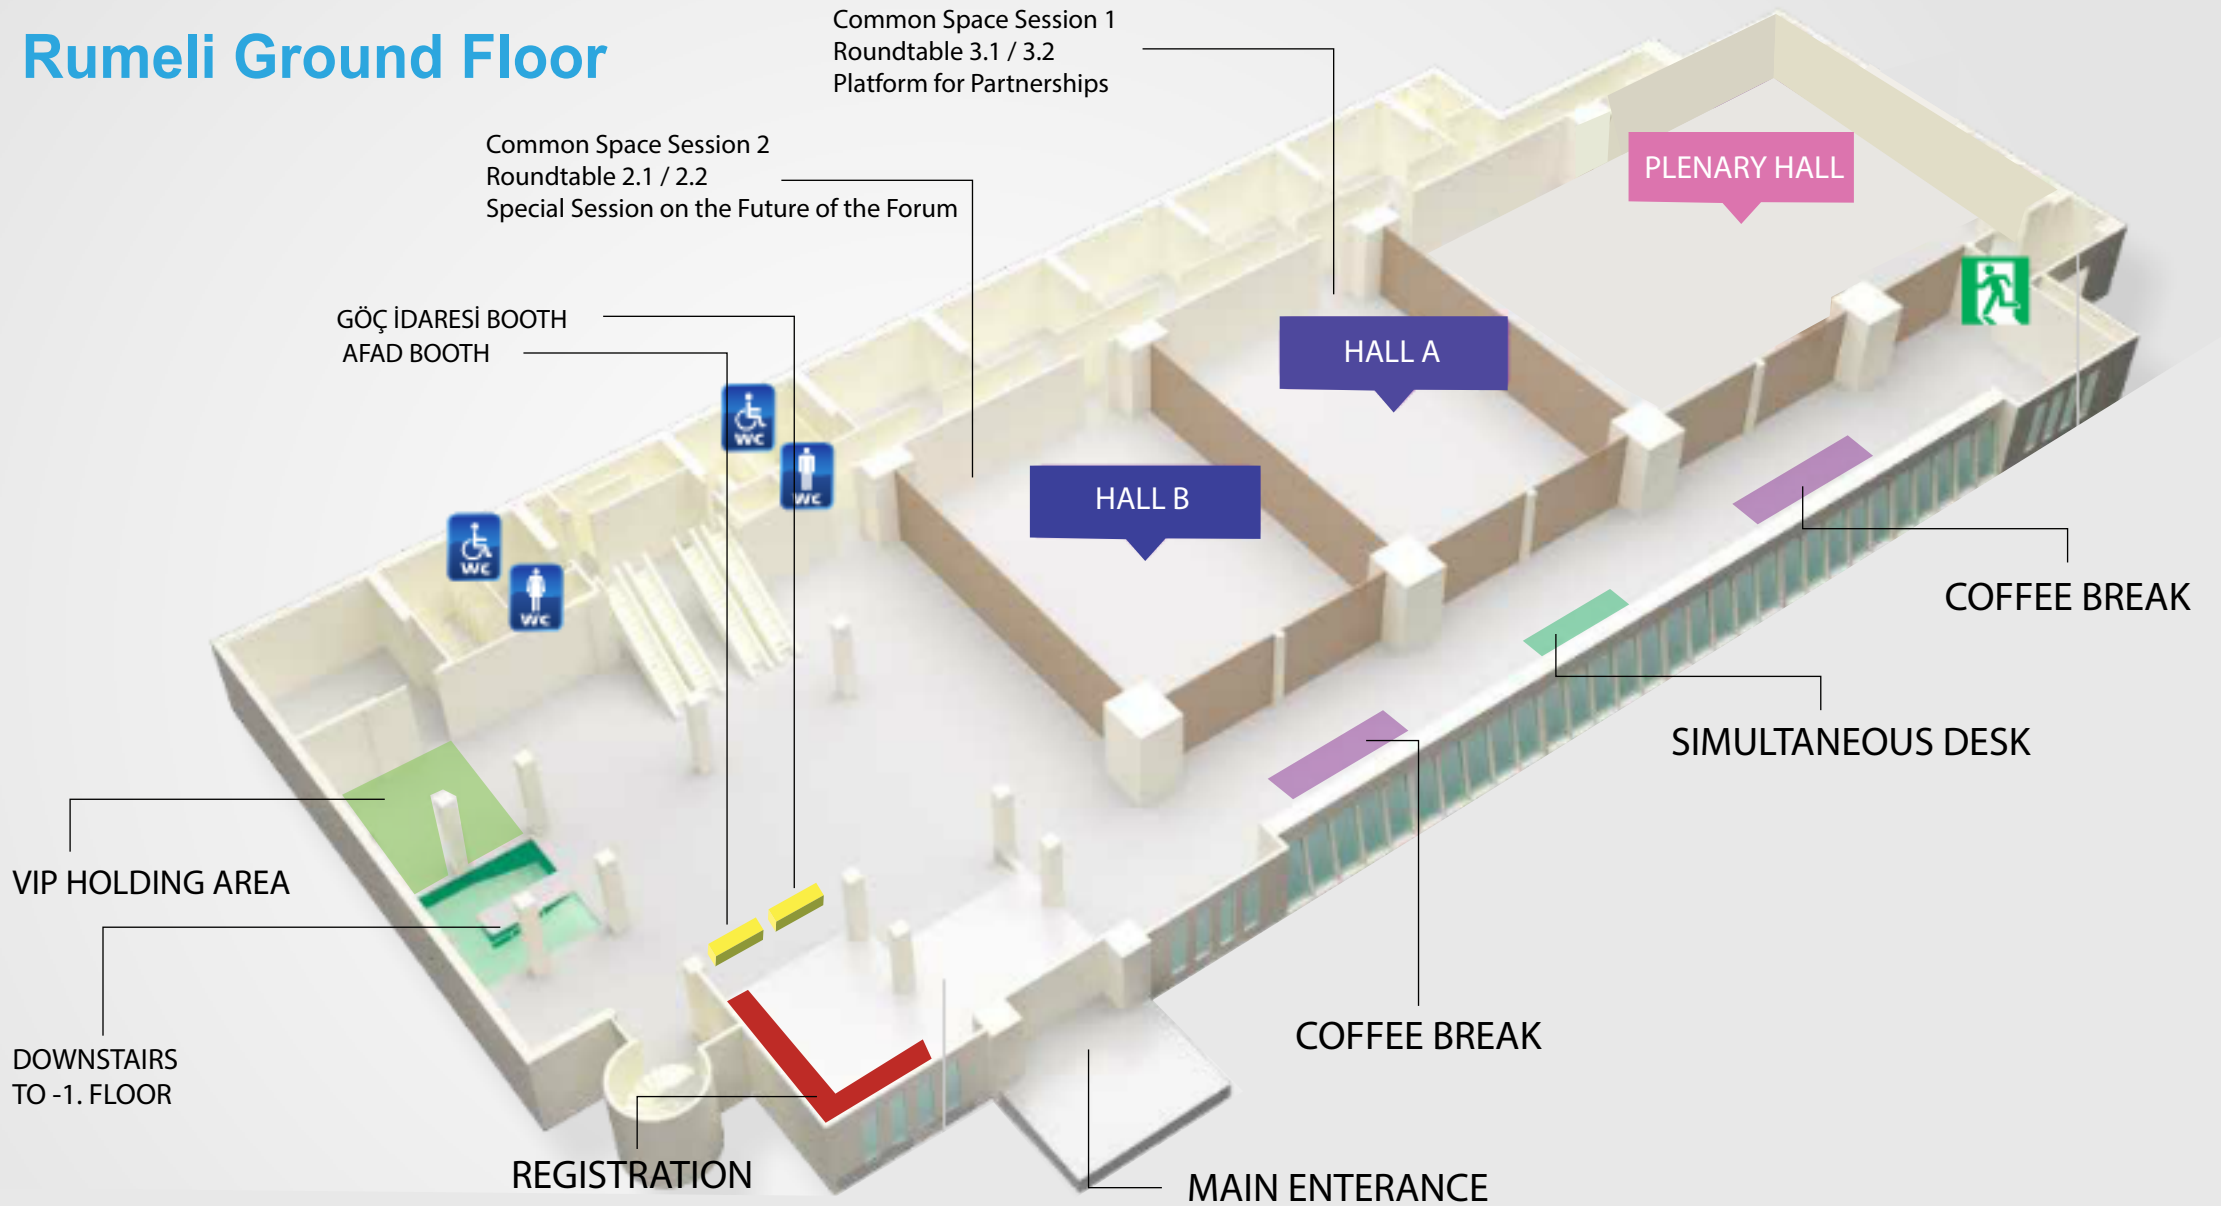 Rumeli Ground Floor
Common Space Session 1
Roundtable 3.1 / 3.2
Platform for Partnerships
Common Space Session 2
Roundtable 2.1 / 2.2
Special Session on the Future of the Forum
PLENARY HALL
GÖÇ İDARESİ BOOTH
AFAD BOOTH
HALL A
HALL B
WC
WC
WC
WC
COFFEE BREAK
SIMULTANEOUS DESK
VIP HOLDING AREA
COFFEE BREAK
DOWNSTAIRS
TO -1. FLOOR
REGISTRATION
MAIN ENTERANCE